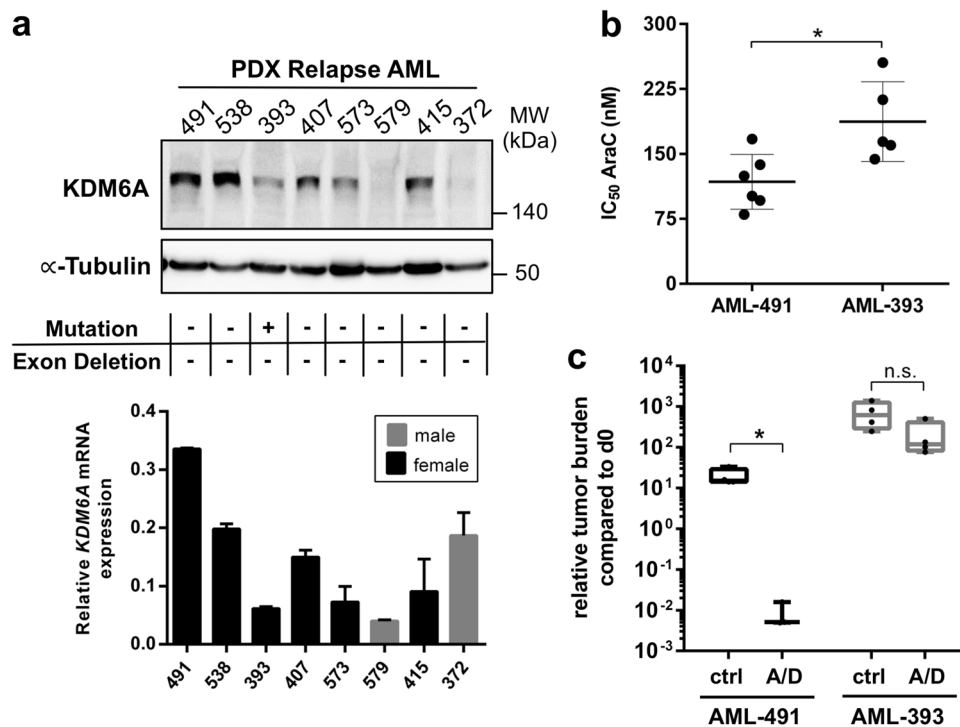 a
PDX Relapse AML
491 538 393 407 573 579 415 372
MW
(kDa)
KDM6A
140
∝-Tubulin
50
Mutation - - + - - - - -
Exon Deletion - - - - - - - -
Relative KDM6A mRNA
expression
0.3
0.2
0.1
0.0
male
female
491 538 393 407 573 579 415 372
b
IC50 AraC (nM)
300
225
150
75
0
*
AML-491 AML-393
c
relative tumor burden
compared to d0
10⁴
10³
10²
10¹
10⁰
10⁻¹
10⁻²
10⁻³
n.s.
*
ctrl A/D ctrl A/D
AML-491 AML-393